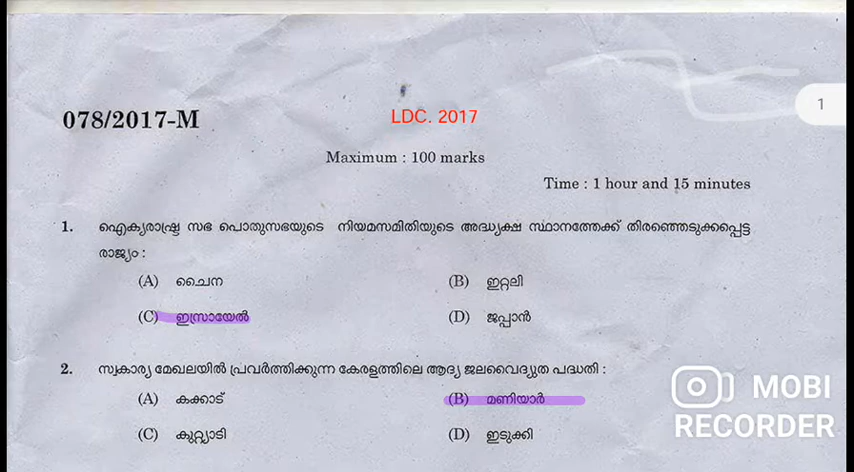 078/2017-M
LDC. 2017
1
Maximum : 100 marks
Time : 1 hour and 15 minutes
1. ഐക്യരാഷ്ട്ര സഭ പൊതുസഭയുടെ നിയമസമിതിയുടെ അദ്ധ്യക്ഷ സ്ഥാനത്തേക്ക് തിരഞ്ഞെടുക്കപ്പെട്ട
രാജ്യം :
(A) ചൈന (B) ഇറ്റലി
(C) ഇസ്രായേൽ (D) ജപ്പാൻ
2. സ്വകാര്യ മേഖലയിൽ പ്രവർത്തിക്കുന്ന കേരളത്തിലെ ആദ്യ ജലവൈദ്യുത പദ്ധതി :
(A) കക്കാട് (B) മണിയാർ
(C) കുറ്റ്യാടി (D) ഇടുക്കി
MOBI
RECORDER